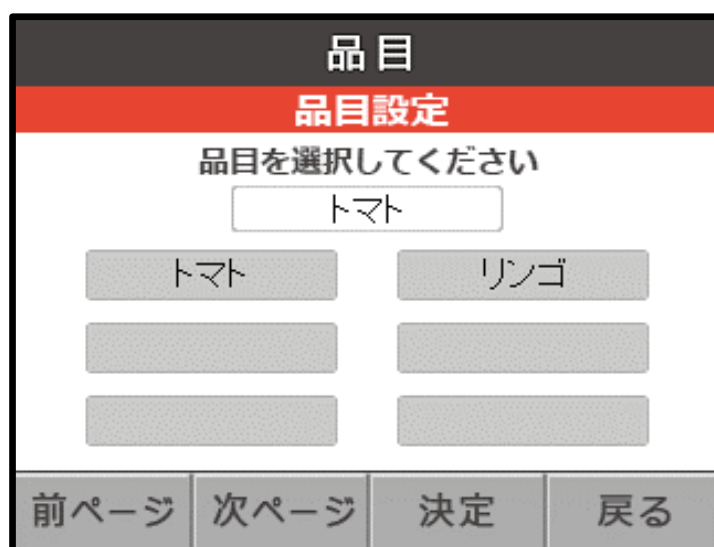 品目
品目設定
品目を選択してください
トマト
トマト リンゴ
前ページ 次ページ 決定 戻る